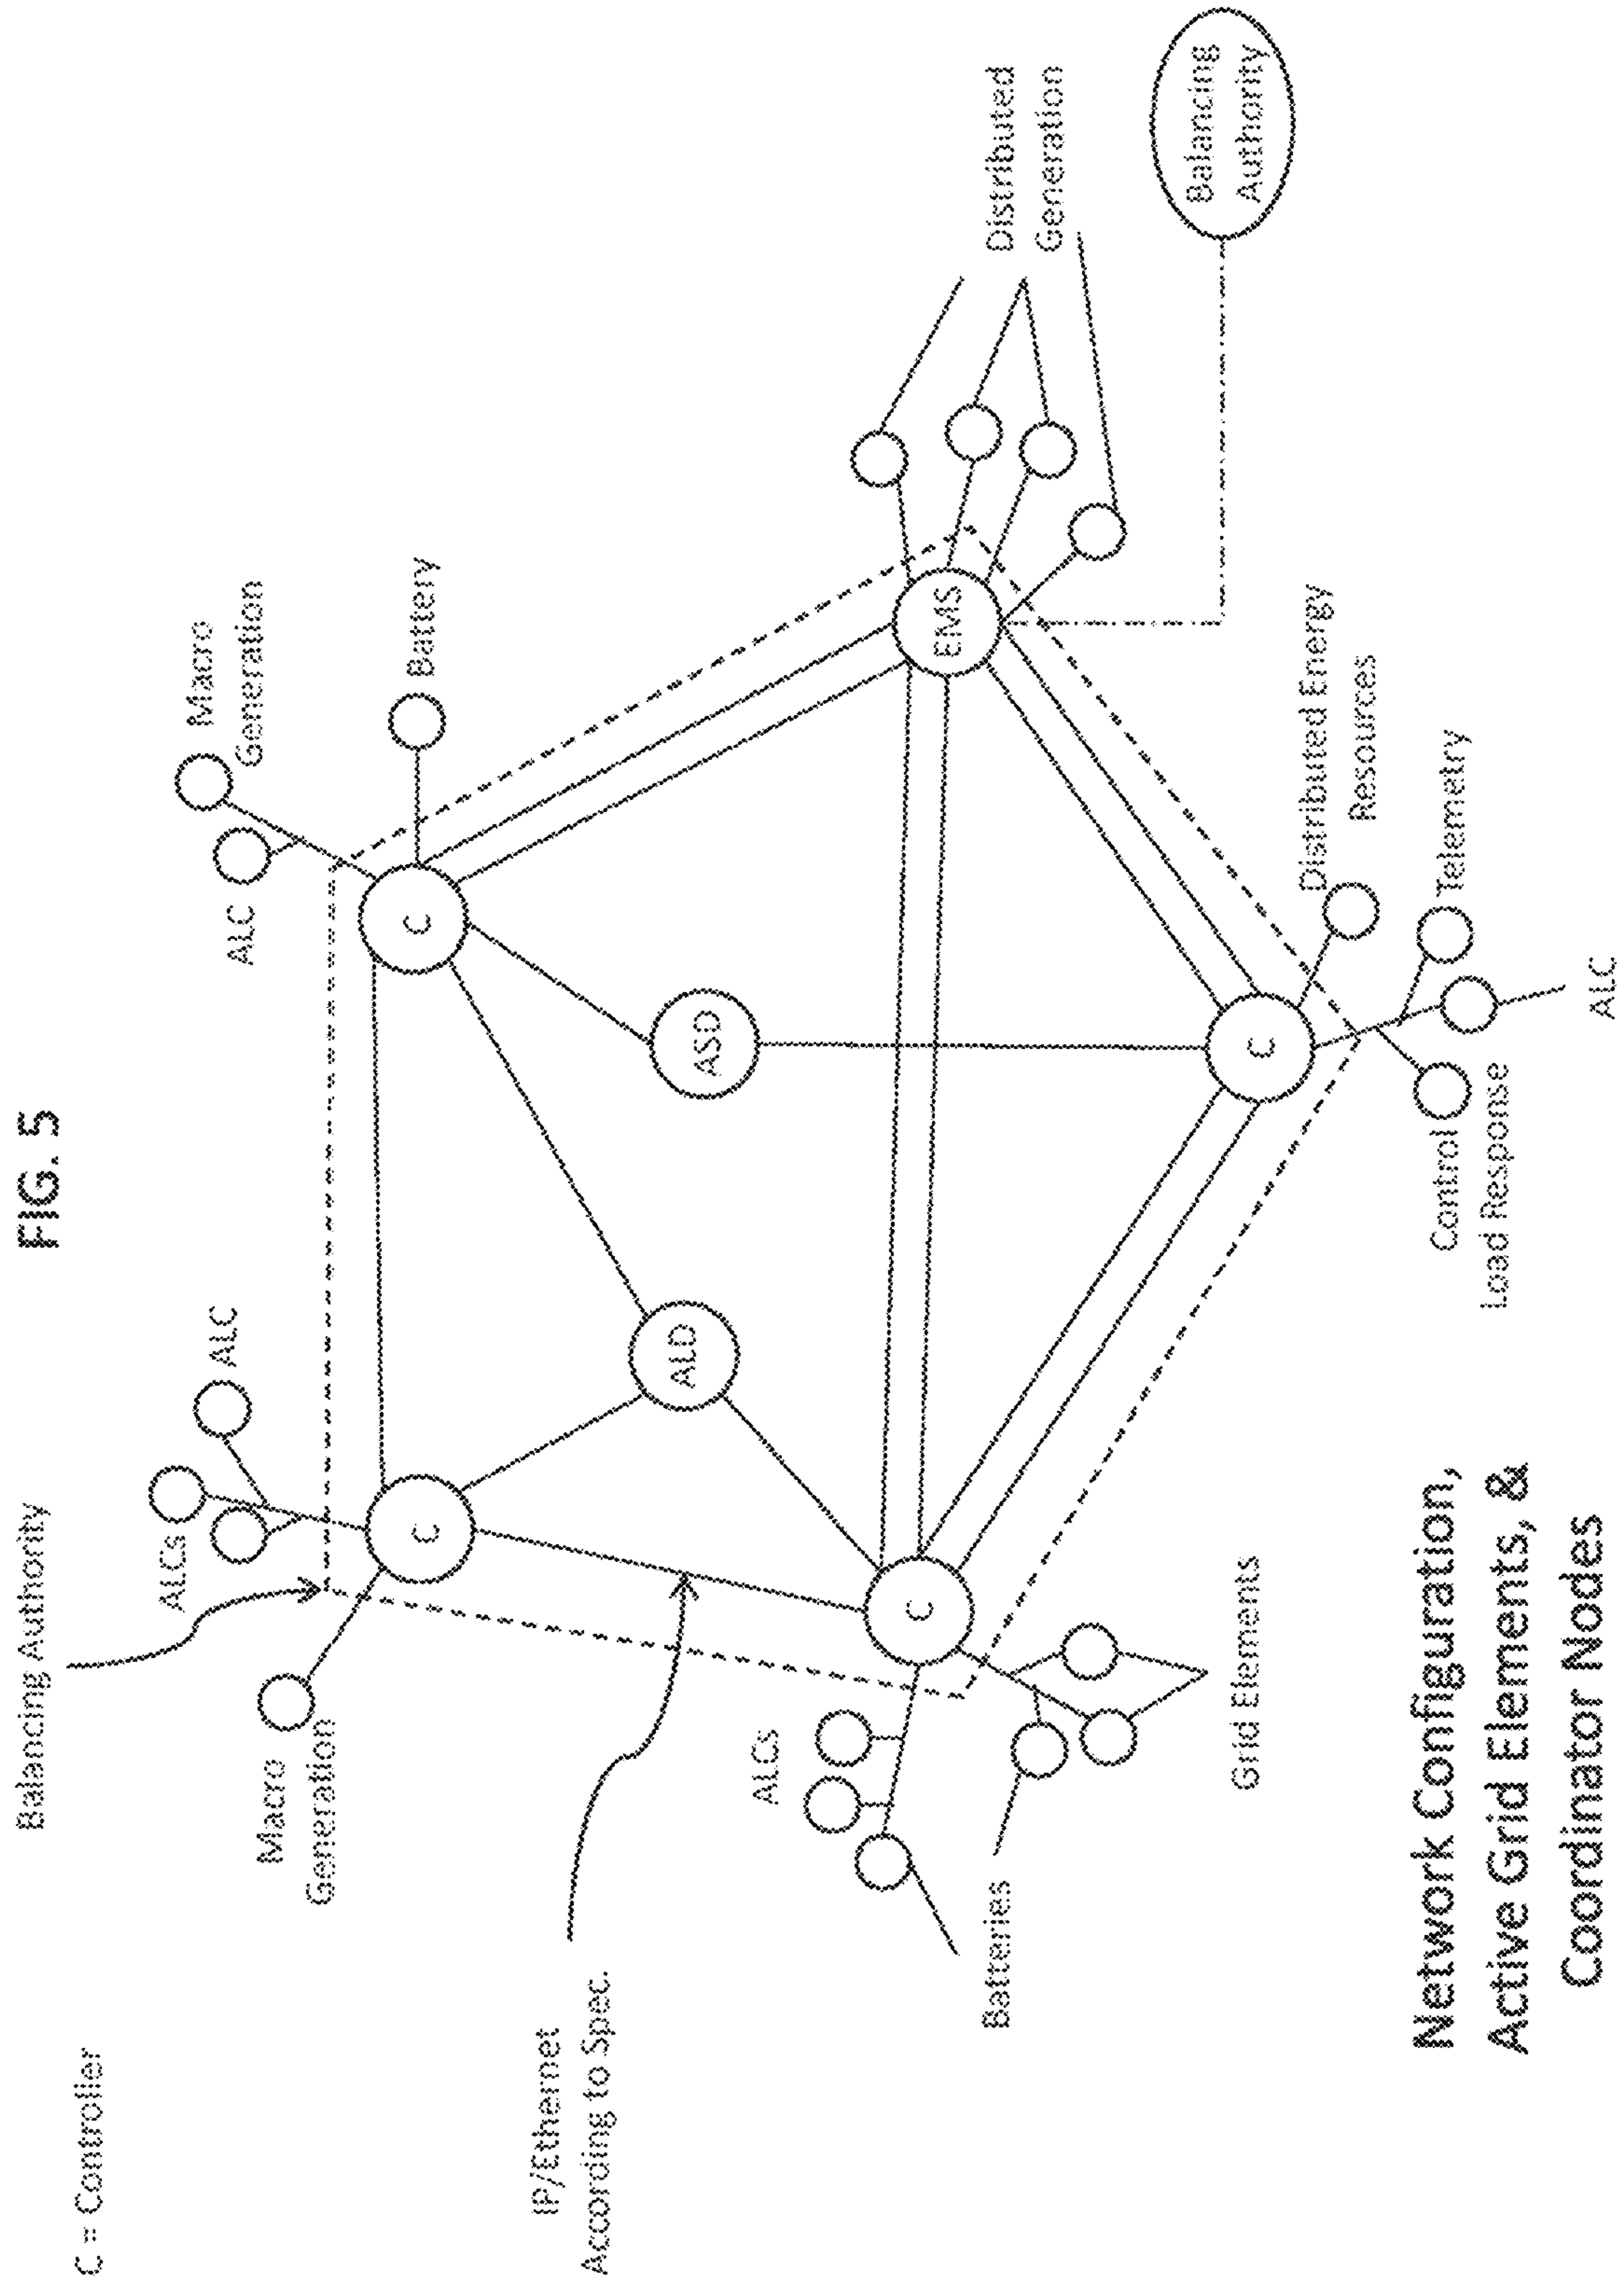 FIG. 5
C = Controller
Balancing Authority
IP/Ethernet
According to Spec.
Macro
Generation
ALCs
ALC
C
ALC
Macro
Generation
C
Battery
ALD
ASD
ALCs
Batteries
C
Grid Elements
EMS
Distributed
Generation
Balancing
Authority
C
Distributed Energy
Resources
Telemetry
Control
Load Response
ALC
Network Configuration,
Active Grid Elements, &
Coordinator Nodes